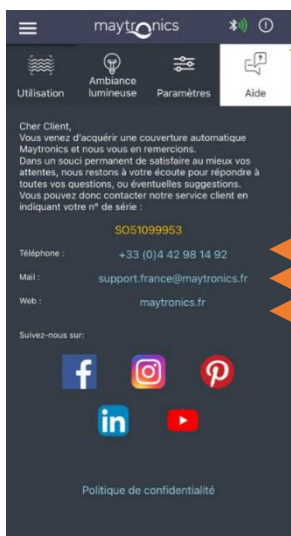 maytronics
Utilisation
Ambiance
lumineuse
Paramètres
Aide
Cher Client,
Vous venez d'acquérir une couverture automatique
Maytronics et nous vous en remercions.
Dans un souci permanent de satisfaire au mieux vos
attentes, nous restons à votre écoute pour répondre à
toutes vos questions, ou éventuelles suggestions.
Vous pouvez donc contacter notre service client en
indiquant votre n° de série :
SO51099953
Téléphone : +33 (0)4 42 98 14 92
Mail : support.france@maytronics.fr
Web : maytronics.fr
Suivez-nous sur:
Politique de confidentialité